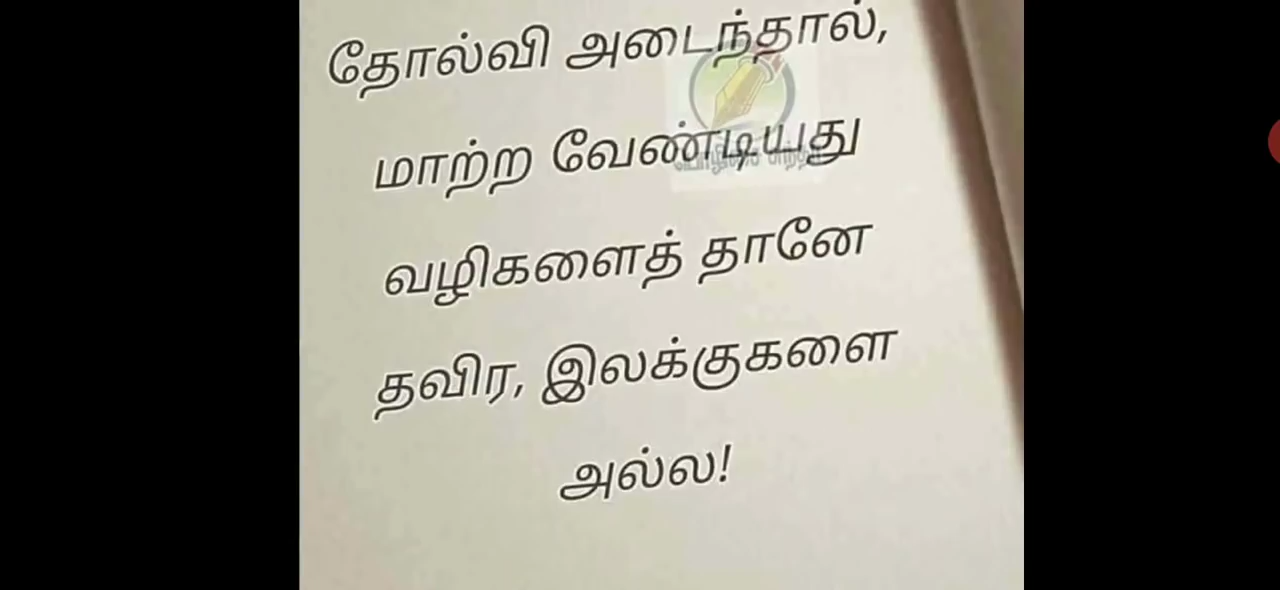 தோல்வி அடைந்தால்,
மாற்ற வேண்டியது
வழிகளைத் தானே
தவிர, இலக்குகளை
அல்ல!